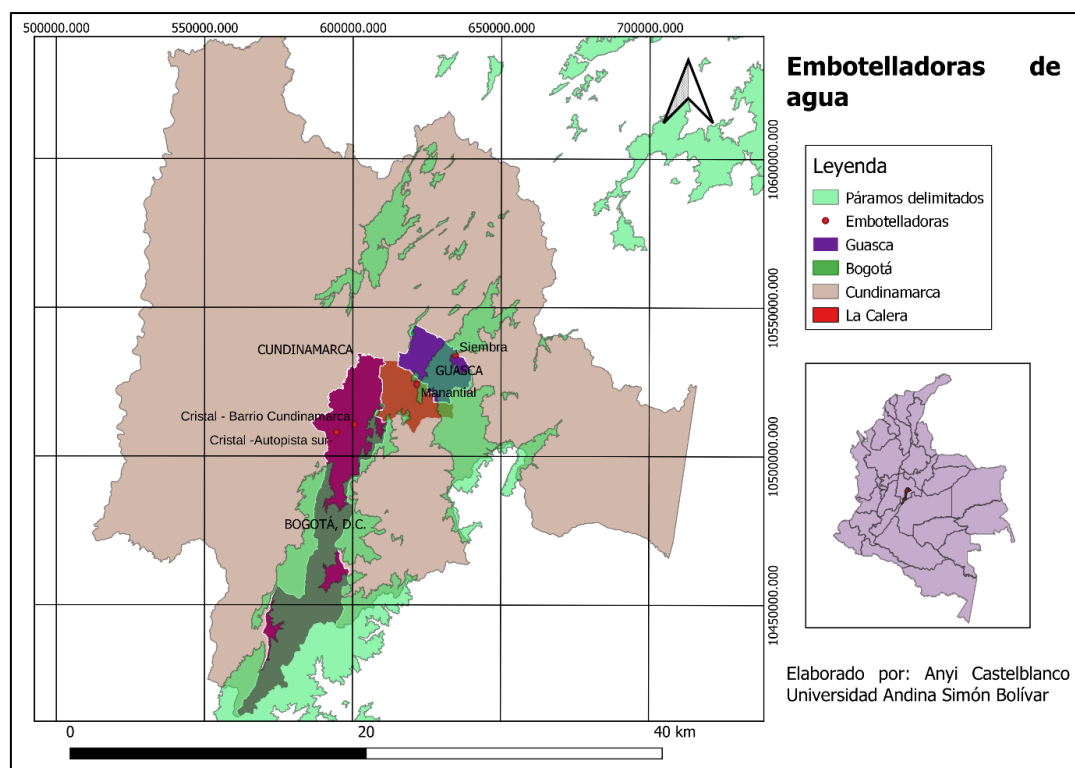 500000.000 550000.000 600000.000 650000.000 700000.000
Embotelladoras de
agua
Leyenda
Páramos delimitados
Embotelladoras
Guasca
Bogotá
Cundinamarca
La Calera
10600000.000
10550000.000
10500000.000
10450000.000
CUNDINAMARCA
Siembra
GUASCA
Manantial
Cristal - Barrio Cundinamarca
Cristal -Autopista sur
BOGOTÁ, D.C.
Elaborado por: Anyi Castelblanco
Universidad Andina Simón Bolívar
0 20 40 km